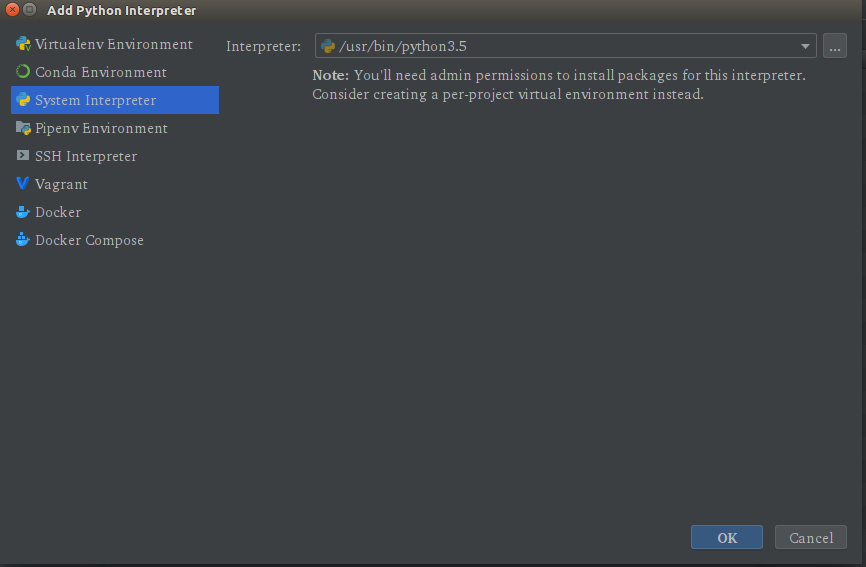 Add Python Interpreter
Virtualenv Environment
Conda Environment
System Interpreter
Pipenv Environment
SSH Interpreter
Vagrant
Docker
Docker Compose
Interpreter: /usr/bin/python3.5 ...
Note: You'll need admin permissions to install packages for this interpreter.
Consider creating a per-project virtual environment instead.
OK Cancel